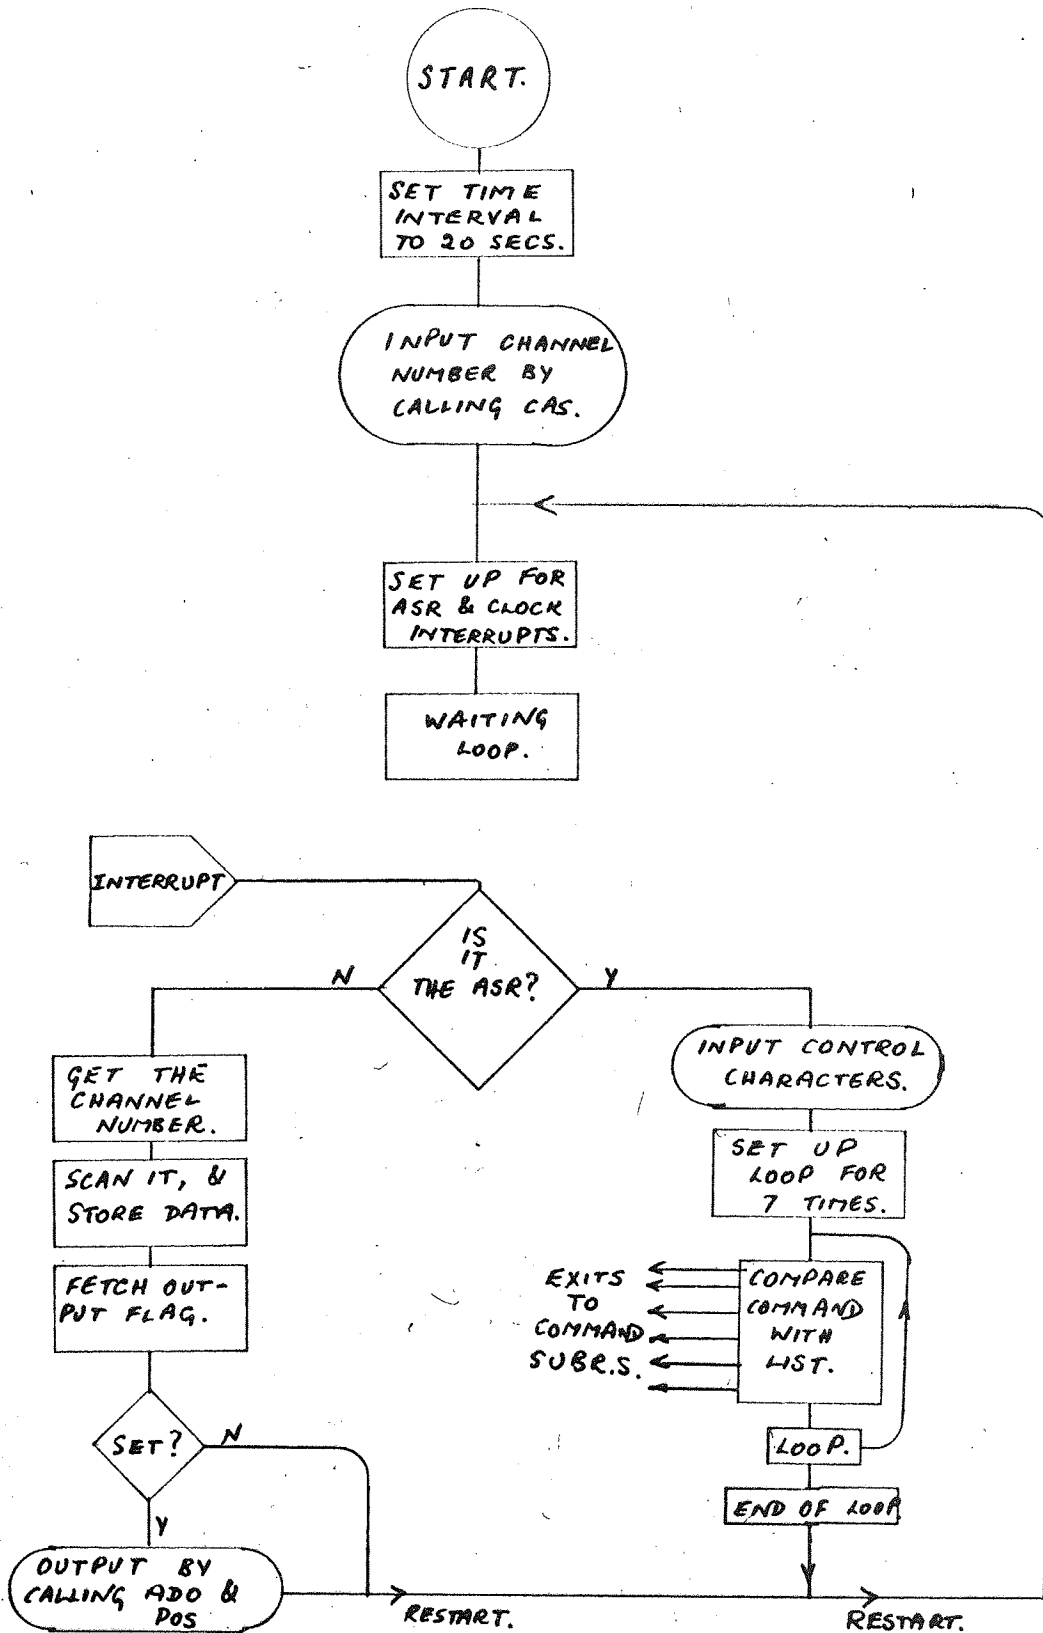 START.
SET TIME
INTERVAL
TO 20 SECS.
INPUT CHANNEL
NUMBER BY
CALLING CAS.
SET UP FOR
ASR & CLOCK
INTERRUPTS.
WAITING
LOOP.
INTERRUPT
IS
IT
THE ASR?
N
Y
GET THE
CHANNEL
NUMBER.
SCAN IT, &
STORE DATA.
FETCH OUT-
PUT FLAG.
SET?
N
Y
OUTPUT BY
CALLING ADO &
POS
RESTART.
INPUT CONTROL
CHARACTERS.
SET UP
LOOP FOR
7 TIMES.
COMPARE
COMMAND
WITH
LIST.
EXITS
TO
COMMAND
SUBR.S.
LOOP.
END OF LOOP
RESTART.